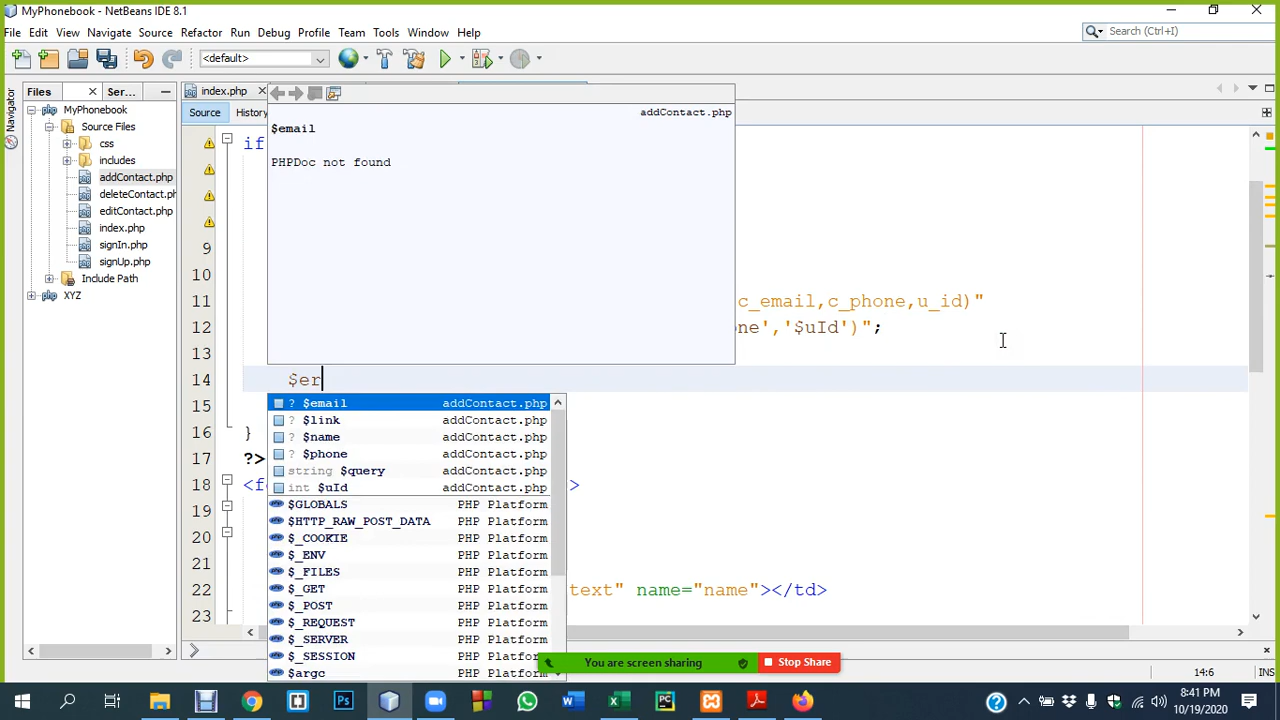 MyPhonebook - NetBeans IDE 8.1
File Edit View Navigate Source Refactor Run Debug Profile Team Tools Window Help
Search (Ctrl+I)
<default>
Files Ser...
index.php
Navigator
Source History
MyPhonebook
Source Files
css
includes
addContact.php
deleteContact.ph
editContact.php
index.php
signIn.php
signUp.php
Include Path
XYZ
addContact.php
$email
PHPDoc not found
if
9
10
11 c_email,c_phone,u_id)"
12 ne','$uId')";
13
14 $er
15
16 }
17 ?>
18 <f >
19
20
21
22 text" name="name"></td>
23
? $email addContact.php
? $link addContact.php
? $name addContact.php
? $phone addContact.php
string $query addContact.php
int $uId addContact.php
$GLOBALS PHP Platform
$HTTP_RAW_POST_DATA PHP Platform
$_COOKIE PHP Platform
$_ENV PHP Platform
$_FILES PHP Platform
$_GET PHP Platform
$_POST PHP Platform
$_REQUEST PHP Platform
$_SERVER PHP Platform
$_SESSION PHP Platf
$argc
You are screen sharing Stop Share
14:6
8:41 PM
10/19/2020